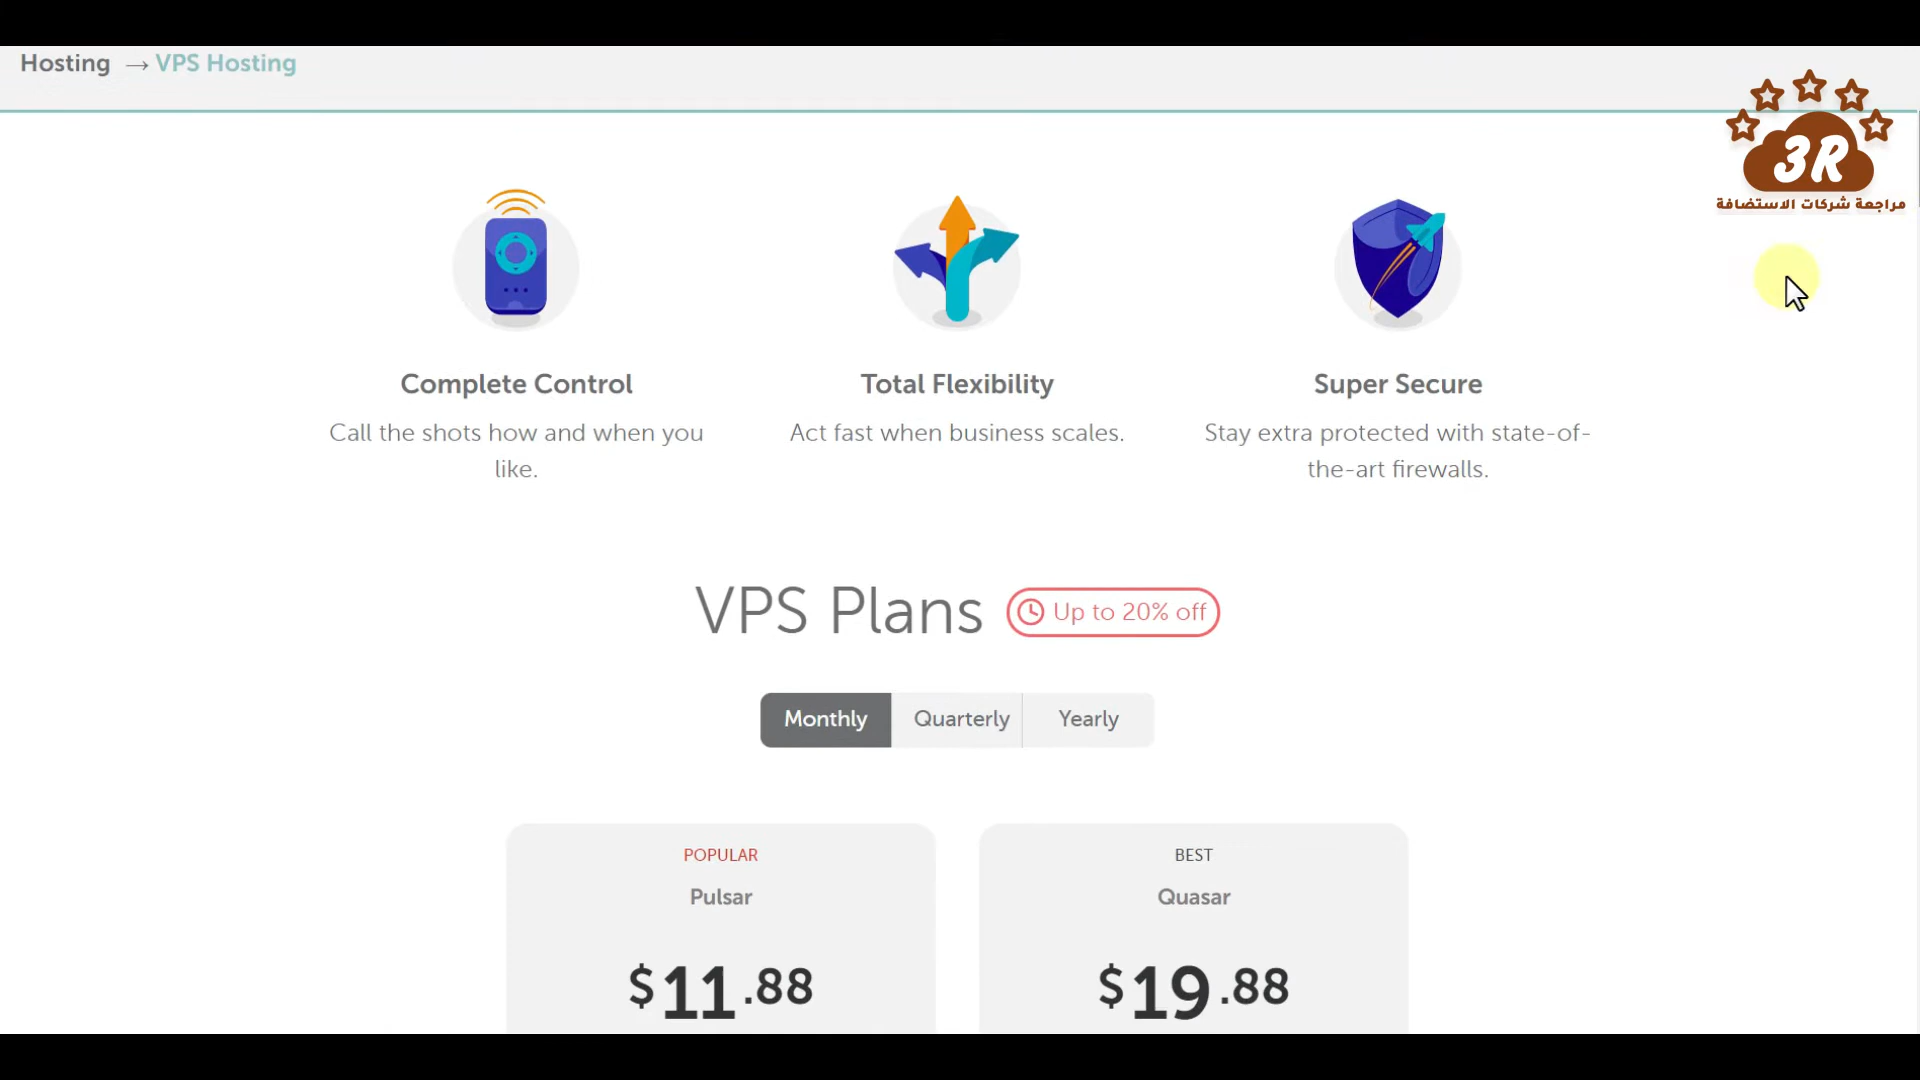 Hosting → VPS Hosting
3R
مراجعة شركات الاستضافة
Complete Control
Call the shots how and when you
like.
Total Flexibility
Act fast when business scales.
Super Secure
Stay extra protected with state-of-
the-art firewalls.
VPS Plans
Up to 20% off
Monthly
Quarterly
Yearly
POPULAR
Pulsar
$11.88
BEST
Quasar
$19.88